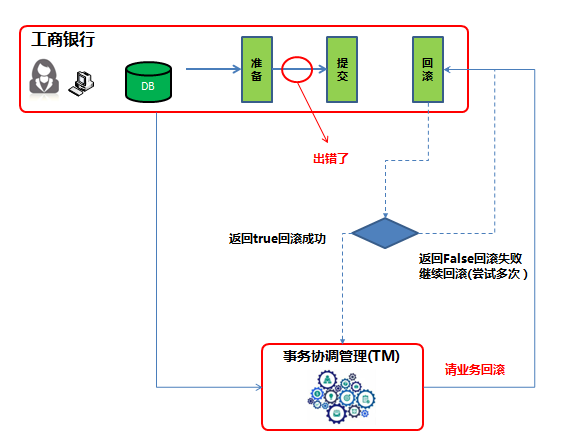 工商银行
DB
准备
提交
回滚
出错了
返回true回滚成功
返回False回滚失败
继续回滚(尝试多次)
事务协调管理(TM)
请业务回滚